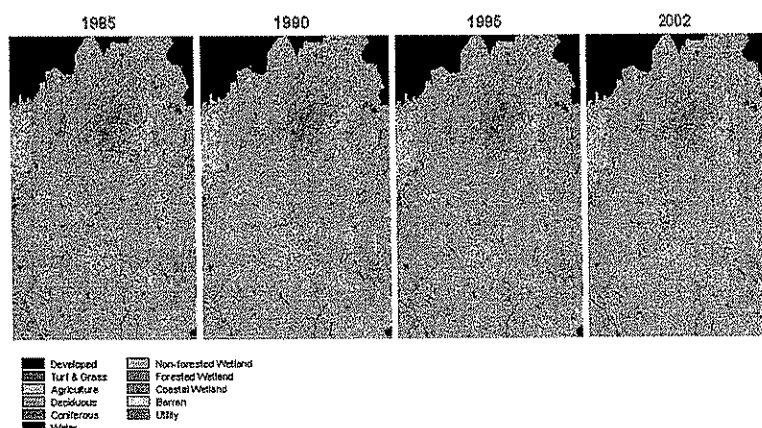 1985 1990 1995 2002
Developed
Turf & Grass
Agriculture
Deciduous
Coniferous
Water
Non-forested Wetland
Forested Wetland
Coastal Wetland
Barren
Utility